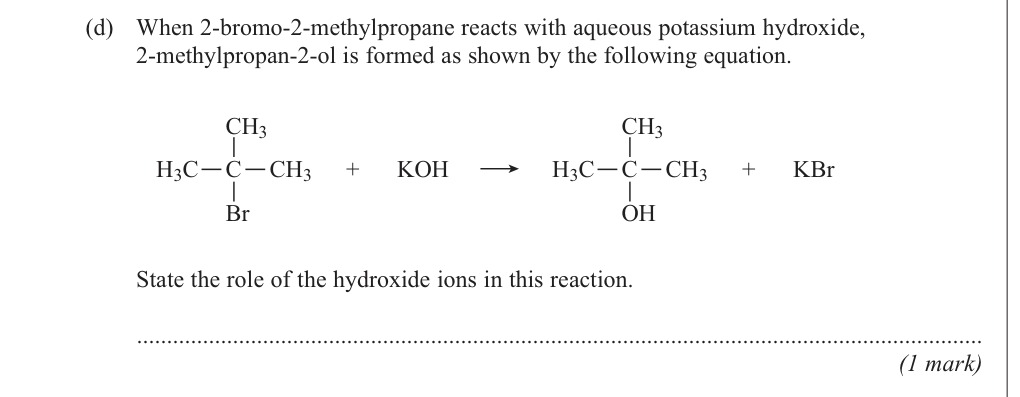 (d) When 2-bromo-2-methylpropane reacts with aqueous potassium hydroxide,
2-methylpropan-2-ol is formed as shown by the following equation.
CH₃ CH₃
H₃C—C—CH₃ + KOH ⟶ H₃C—C—CH₃ + KBr
Br OH
State the role of the hydroxide ions in this reaction.
(1 mark)